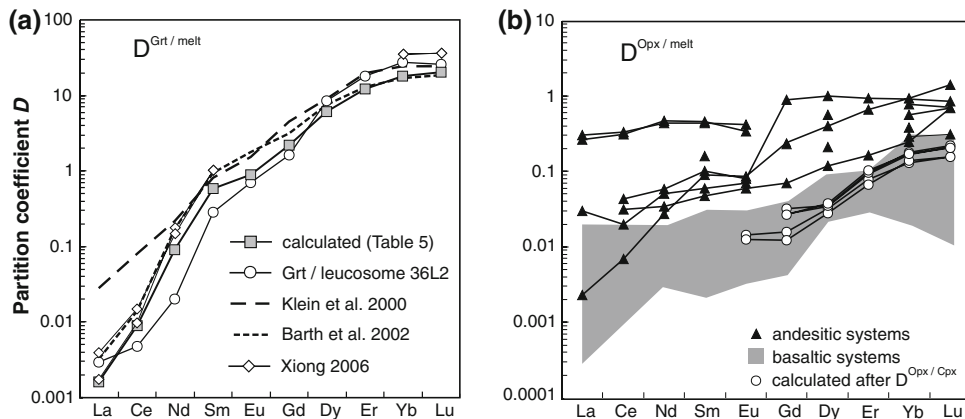 (a)
D^Grt / melt
Partition coefficient D
100
10
1
0.1
0.01
0.001
La Ce Nd Sm Eu Gd Dy Er Yb Lu
calculated (Table 5)
Grt / leucosome 36L2
Klein et al. 2000
Barth et al. 2002
Xiong 2006
(b)
D^Opx / melt
10
1
0.1
0.01
0.001
0.0001
La Ce Nd Sm Eu Gd Dy Er Yb Lu
andesitic systems
basaltic systems
calculated after D^Opx / Cpx